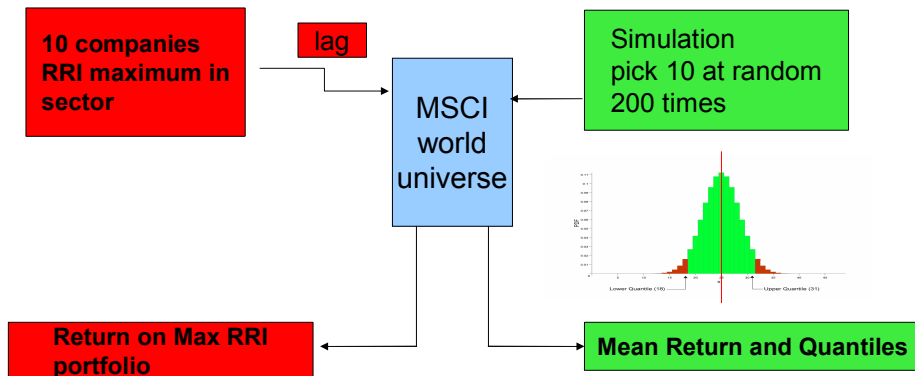 10 companies
RRI maximum in
sector
lag
MSCI
world
universe
Simulation
pick 10 at random
200 times
PDF
Lower Quantile (18)
Upper Quantile (31)
Return on Max RRI
portfolio
Mean Return and Quantiles